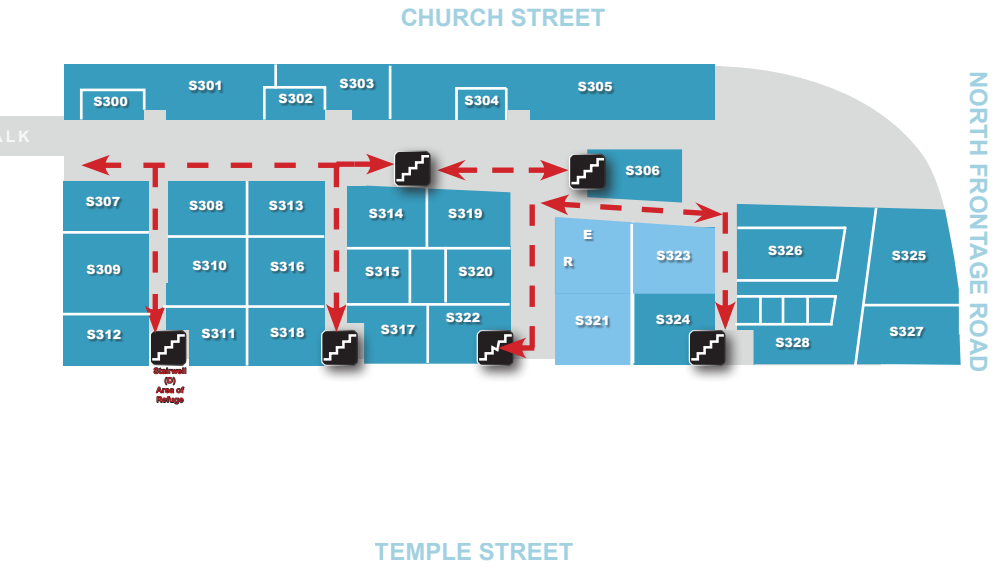 CHURCH STREET
S301
S303
S305
S300
S302
S304
ALK
S306
NORTH FRONTAGE ROAD
S307
S308
S313
S314
S319
E
R
S323
S326
S325
S309
S310
S316
S315
S320
S312
S311
S318
S317
S322
S321
S324
S328
S327
Stairwell
(D)
Area of
Refuge
TEMPLE STREET